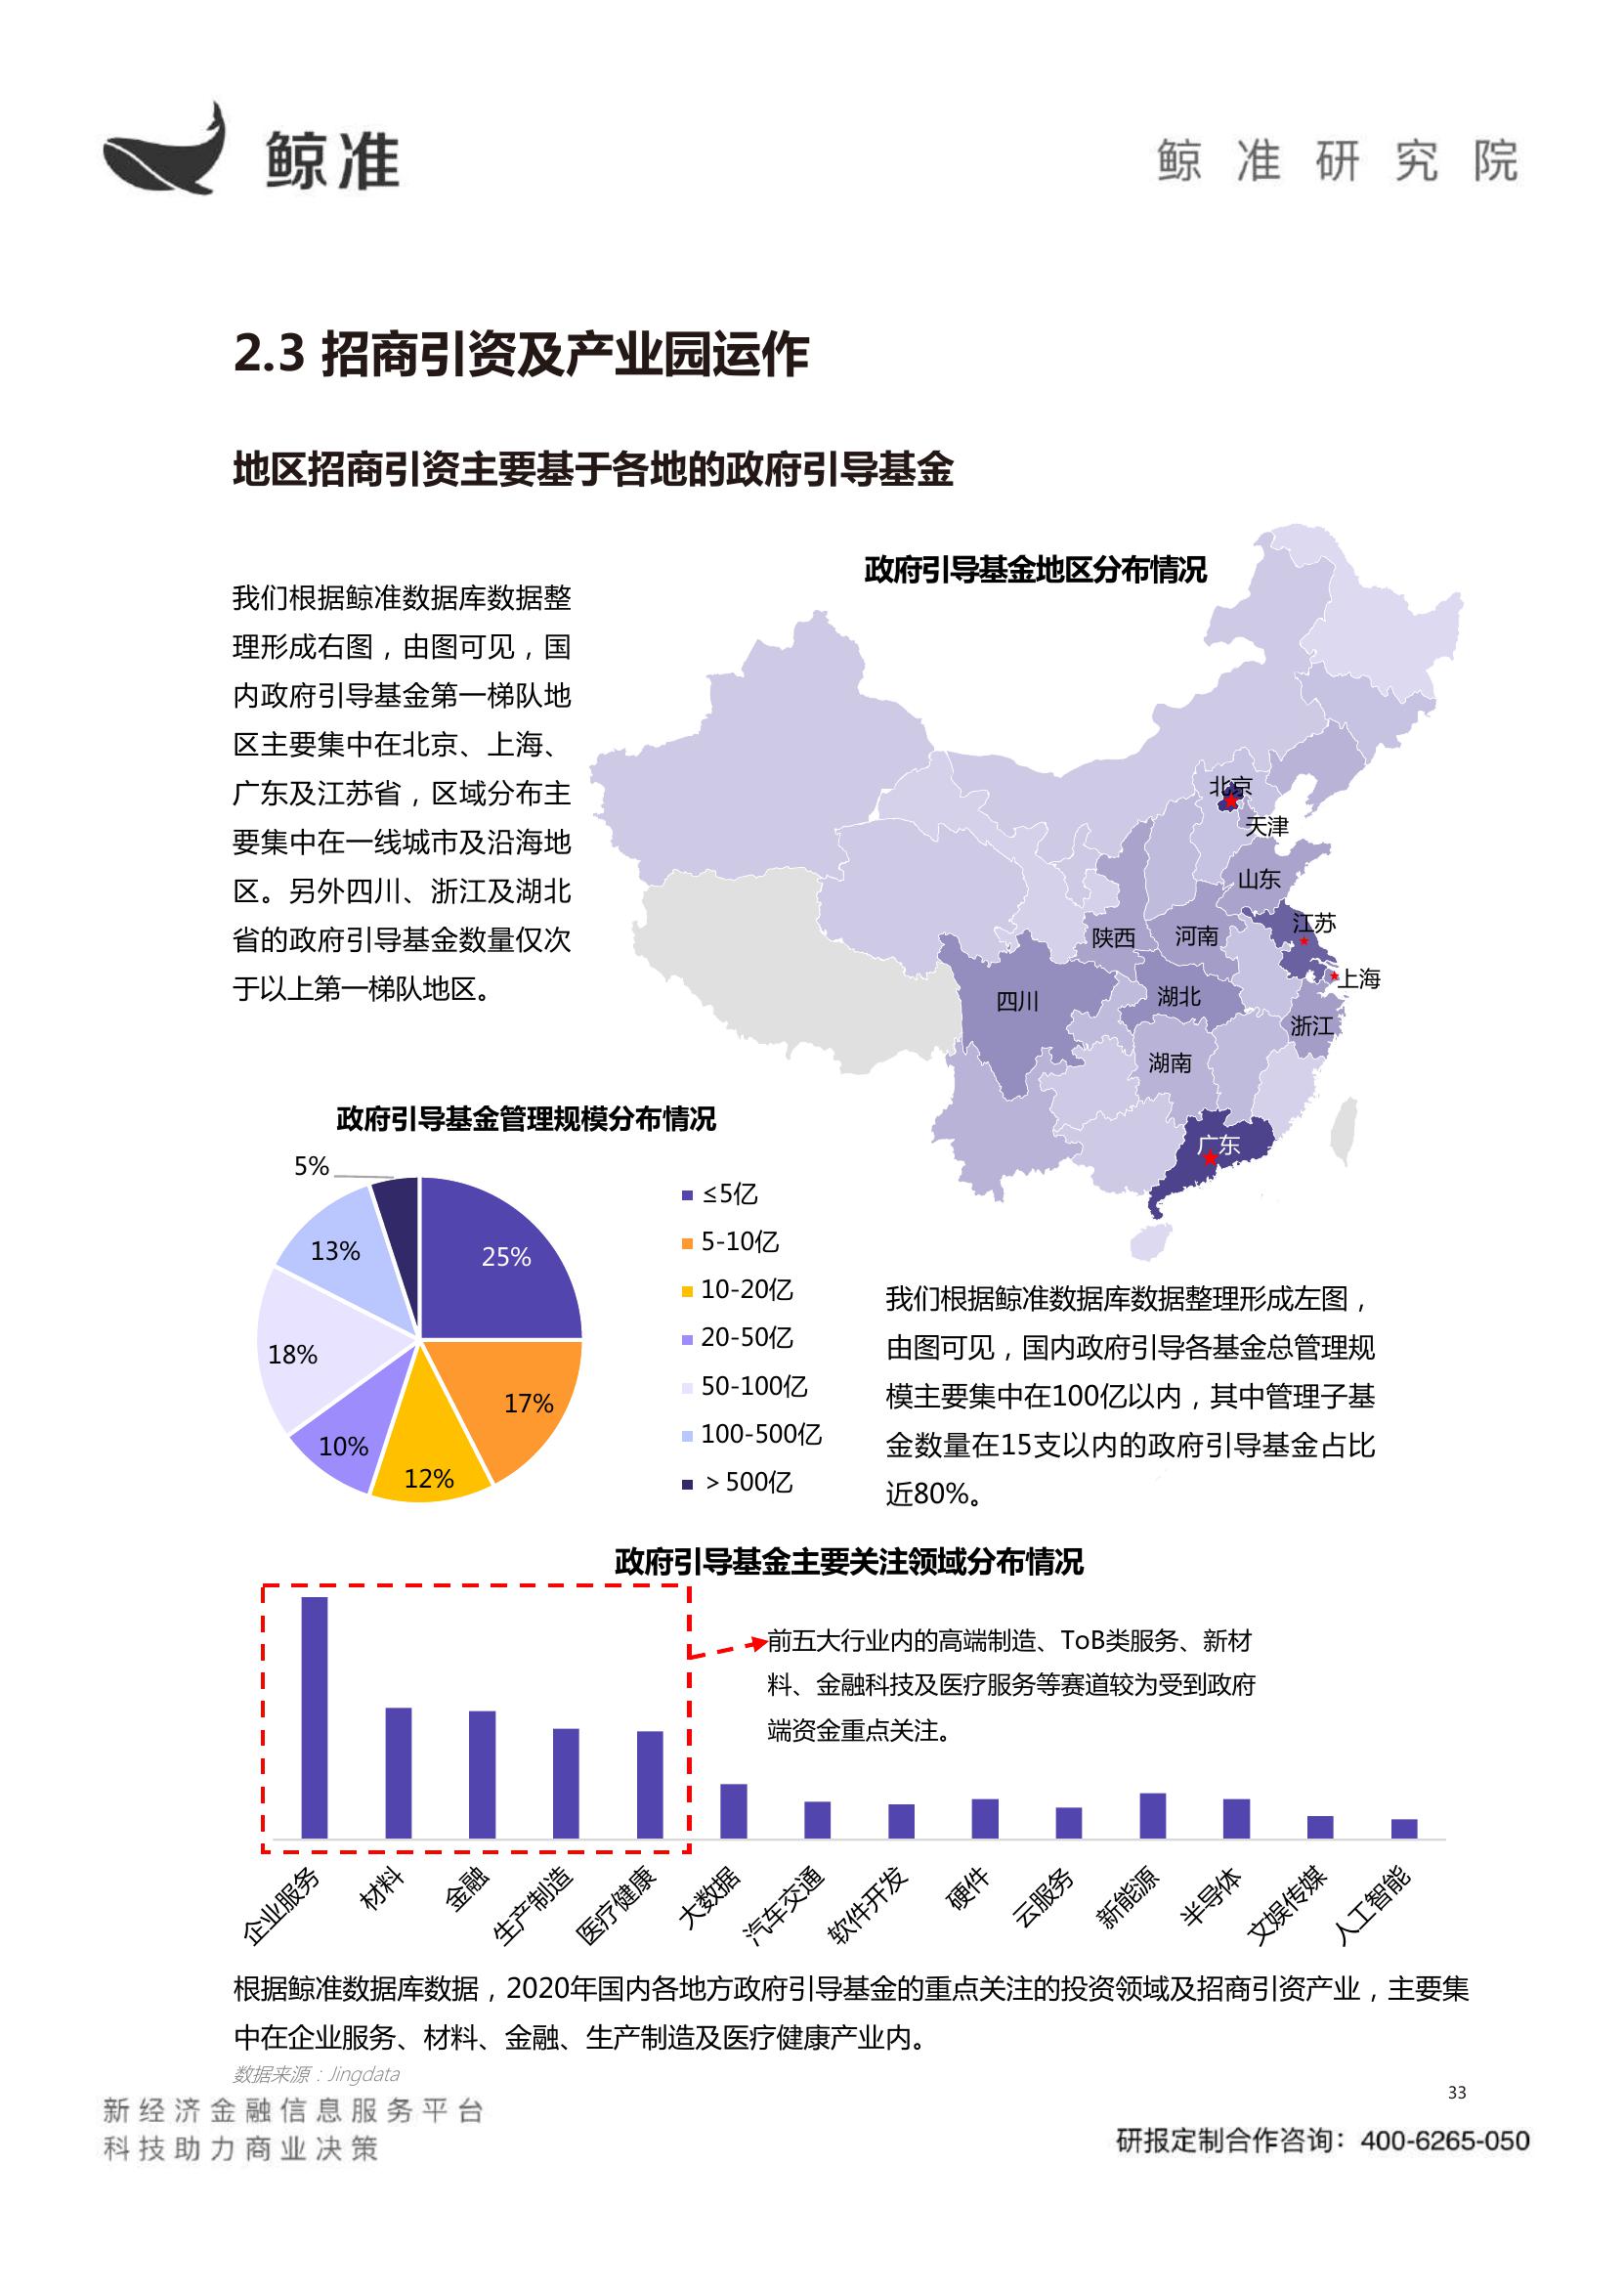 鲸准
鲸准研究院
2.3 招商引资及产业园运作
地区招商引资主要基于各地的政府引导基金
我们根据鲸准数据库数据整
理形成右图，由图可见，国
内政府引导基金第一梯队地
区主要集中在北京、上海、
广东及江苏省，区域分布主
要集中在一线城市及沿海地
区。另外四川、浙江及湖北
省的政府引导基金数量仅次
于以上第一梯队地区。
政府引导基金地区分布情况
北京
天津
山东
江苏
陕西
河南
上海
四川
湖北
浙江
湖南
广东
政府引导基金管理规模分布情况
5%
25%
13%
18%
17%
10%
12%
≤5亿
5-10亿
10-20亿
20-50亿
50-100亿
100-500亿
＞500亿
我们根据鲸准数据库数据整理形成左图，
由图可见，国内政府引导各基金总管理规
模主要集中在100亿以内，其中管理子基
金数量在15支以内的政府引导基金占比
近80%。
政府引导基金主要关注领域分布情况
前五大行业内的高端制造、ToB类服务、新材
料、金融科技及医疗服务等赛道较为受到政府
端资金重点关注。
企业服务
材料
金融
生产制造
医疗健康
大数据
汽车交通
软件开发
硬件
云服务
新能源
半导体
文娱传媒
人工智能
根据鲸准数据库数据，2020年国内各地方政府引导基金的重点关注的投资领域及招商引资产业，主要集
中在企业服务、材料、金融、生产制造及医疗健康产业内。
数据来源：Jingdata
33
新经济金融信息服务平台
科技助力商业决策
研报定制合作咨询：400-6265-050